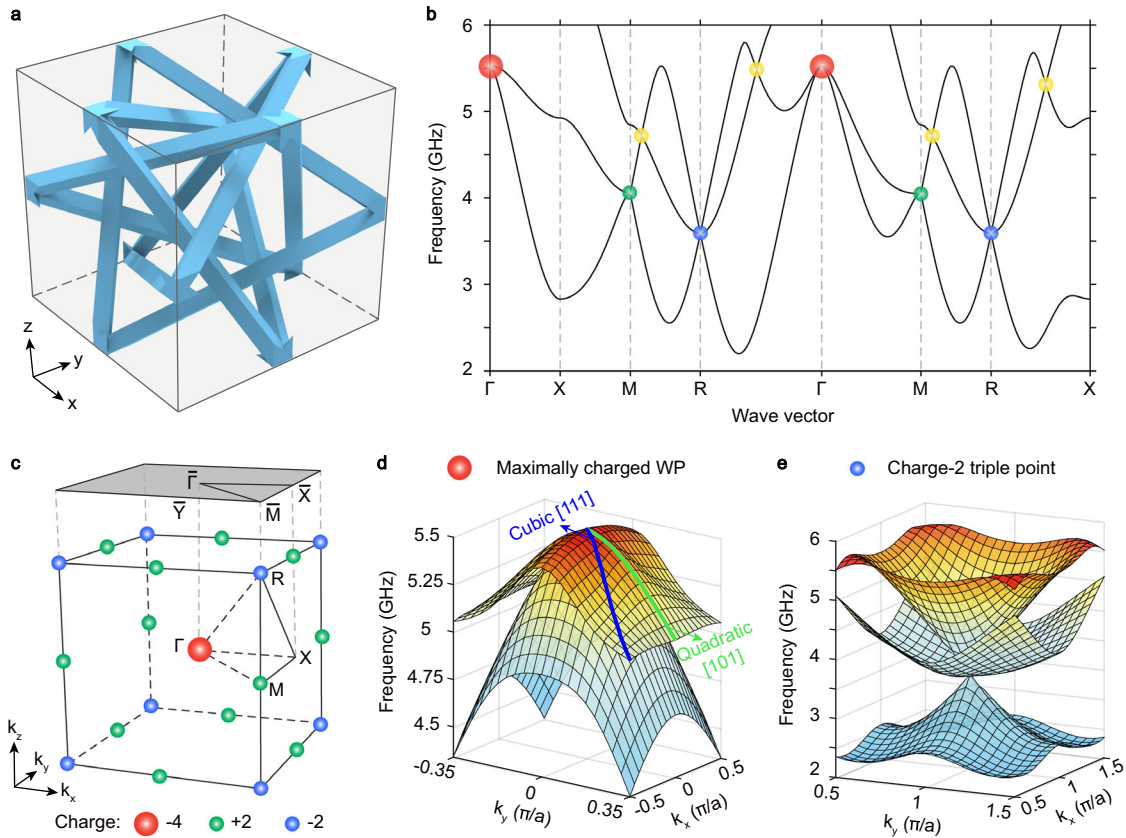 a
z
y
x
b
Frequency (GHz)
6
5
4
3
2
Γ X M R Γ M R X
Wave vector
c
Γ̅
X̅
Y̅
M̅
R
Γ
X
M
k_z
k_y
k_x
Charge: -4 +2 -2
d Maximally charged WP
Cubic [111]
Quadratic
[101]
Frequency (GHz)
5.5
5.25
5
4.75
4.5
-0.35 0 0.35
k_y (π/a)
-0.5 0 0.5
k_x (π/a)
e Charge-2 triple point
Frequency (GHz)
6
5
4
3
2
0.5 1 1.5
k_y (π/a)
0.5 1 1.5
k_x (π/a)